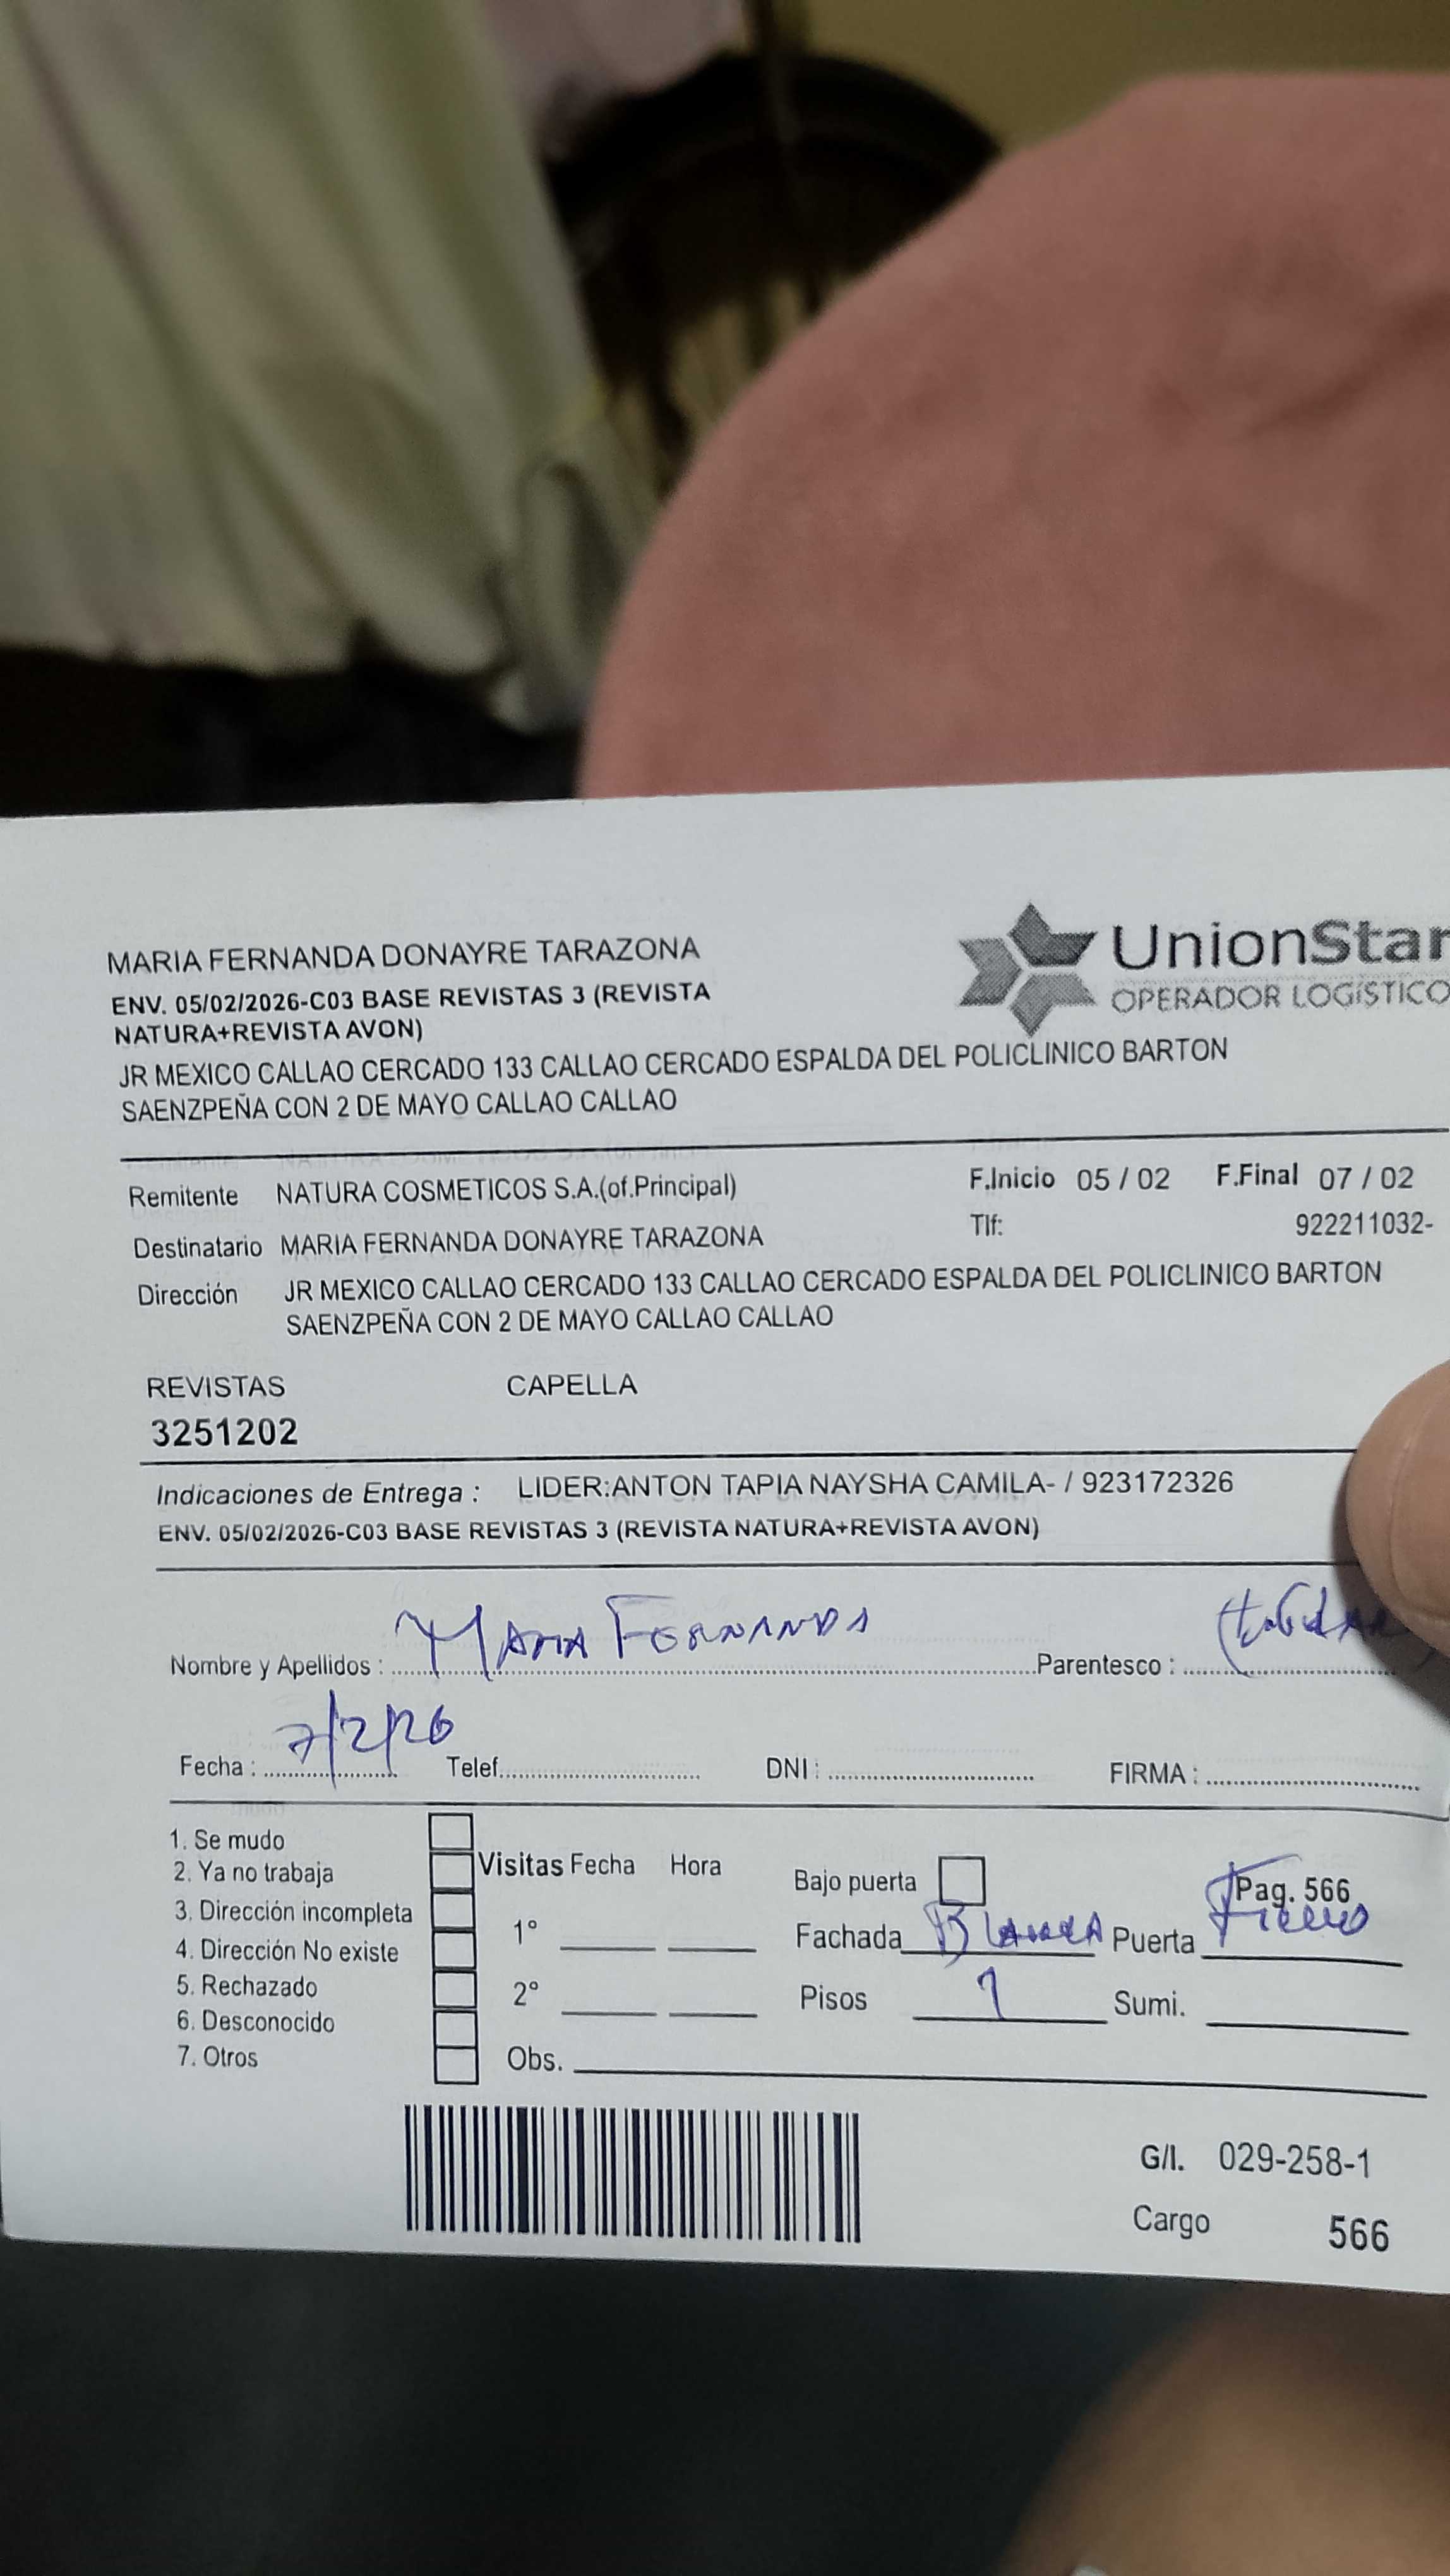 MARIA FERNANDA DONAYRE TARAZONA
ENV. 05/02/2026-C03 BASE REVISTAS 3 (REVISTA
NATURA+REVISTA AVON)
JR MEXICO CALLAO CERCADO 133 CALLAO CERCADO ESPALDA DEL POLICLINICO BARTON
SAENZPEÑA CON 2 DE MAYO CALLAO CALLAO
UnionStar
OPERADOR LOGÍSTICO
Remitente NATURA COSMETICOS S.A.(of.Principal) F.Inicio 05 / 02 F.Final 07 / 02
Destinatario MARIA FERNANDA DONAYRE TARAZONA Tlf: 922211032-
Dirección JR MEXICO CALLAO CERCADO 133 CALLAO CERCADO ESPALDA DEL POLICLINICO BARTON
SAENZPEÑA CON 2 DE MAYO CALLAO CALLAO
REVISTAS CAPELLA
3251202
Indicaciones de Entrega : LIDER:ANTON TAPIA NAYSHA CAMILA- / 923172326
ENV. 05/02/2026-C03 BASE REVISTAS 3 (REVISTA NATURA+REVISTA AVON)
Nombre y Apellidos : MARIA FERNANDA Parentesco :
Fecha : 7/2/26 Telef. DNI : FIRMA :
1. Se mudo
2. Ya no trabaja
3. Dirección incompleta
4. Dirección No existe
5. Rechazado
6. Desconocido
7. Otros
Visitas Fecha Hora
1°
2°
Obs.
Bajo puerta Pag. 566
Fachada BLANCA Puerta Fierro
Pisos 1 Sumi.
G/I. 029-258-1
Cargo 566